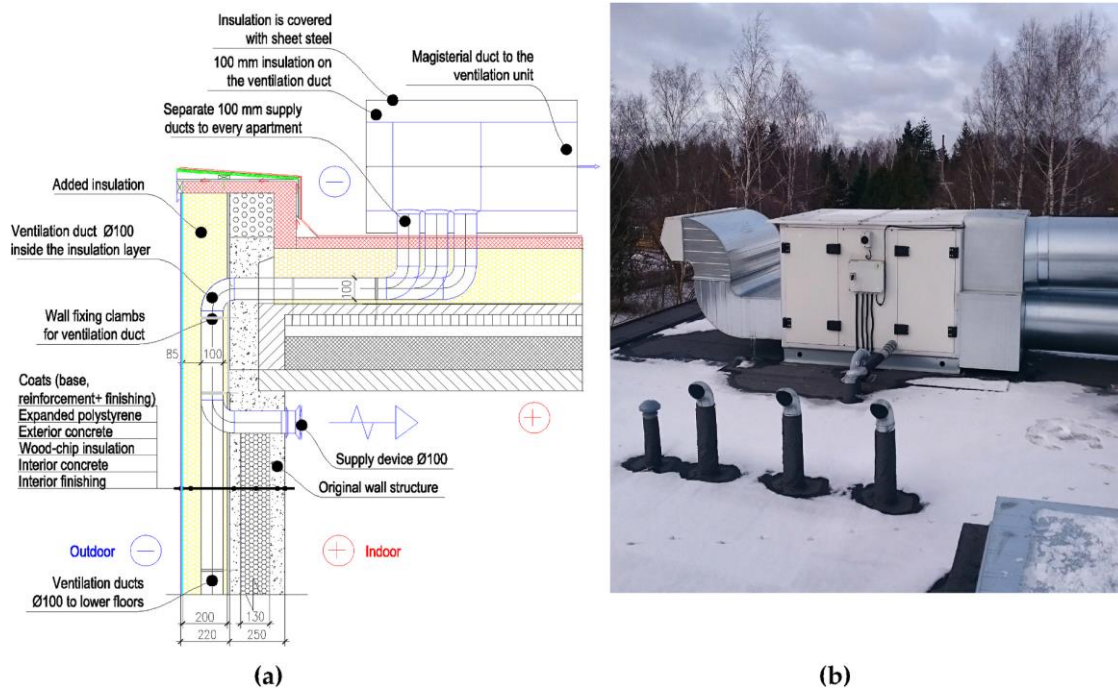 Insulation is covered
with sheet steel
100 mm insulation on
the ventilation duct
Separate 100 mm supply
ducts to every apartment
Magisterial duct to the
ventilation unit
Added insulation
Ventilation duct Ø100
inside the insulation layer
Wall fixing clambs
for ventilation duct
100
85
100
Coats (base,
reinforcement+ finishing)
Expanded polystyrene
Exterior concrete
Wood-chip insulation
Interior concrete
Interior finishing
Supply device Ø100
Original wall structure
Outdoor
Indoor
Ventilation ducts
Ø100 to lower floors
200
130
220
250
(a)
(b)